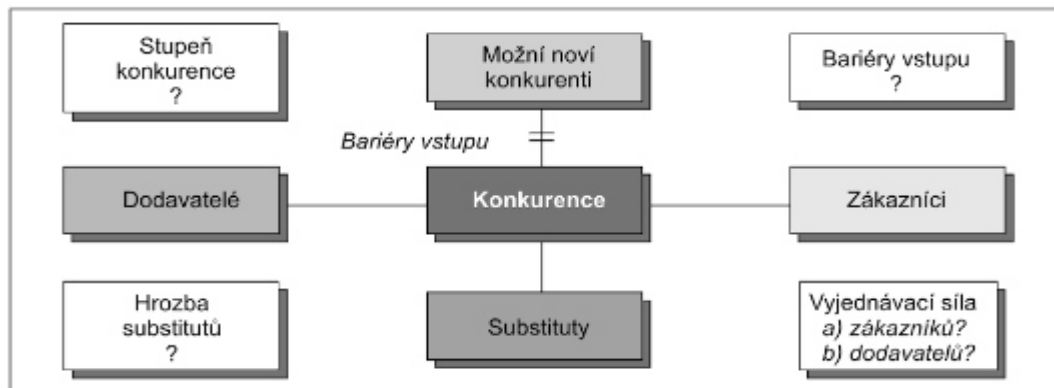 Stupeň
konkurence
?
Možní noví
konkurenti
Bariéry vstupu
?
Bariéry vstupu
Dodavatelé
Konkurence
Zákazníci
Hrozba
substitutů
?
Substituty
Vyjednávací síla
a) zákazníků?
b) dodavatelů?